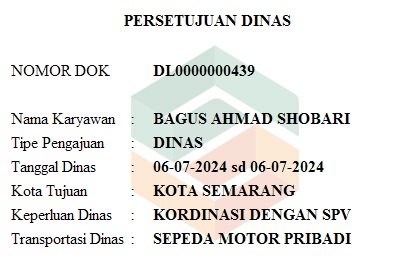 PERSETUJUAN DINAS
NOMOR DOK DL0000000439
Nama Karyawan : BAGUS AHMAD SHOBARI
Tipe Pengajuan : DINAS
Tanggal Dinas : 06-07-2024 sd 06-07-2024
Kota Tujuan : KOTA SEMARANG
Keperluan Dinas : KORDINASI DENGAN SPV
Transportasi Dinas : SEPEDA MOTOR PRIBADI